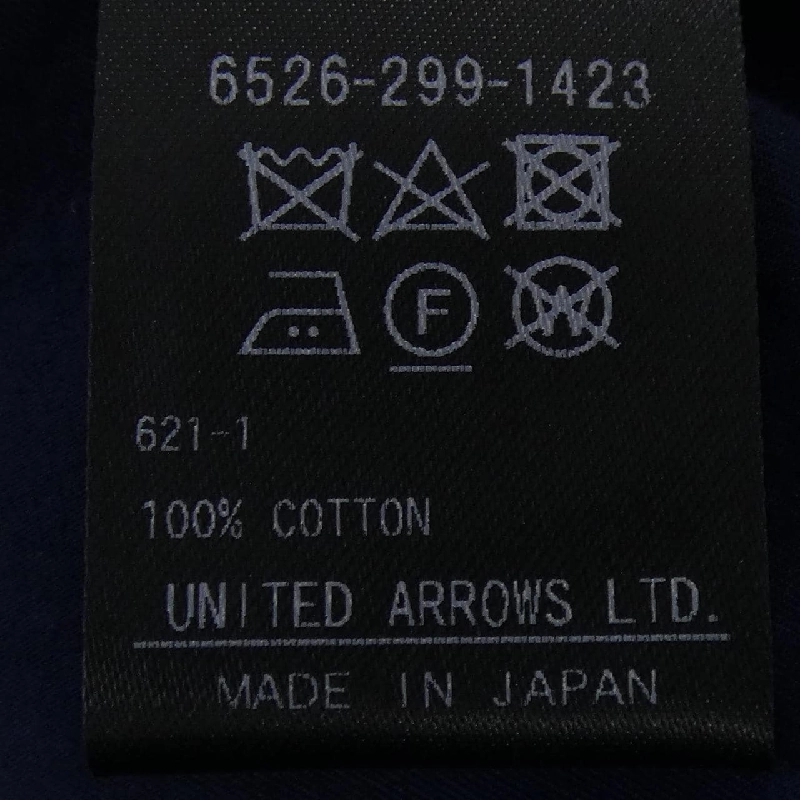 6526-299-1423
F W
621-1
100% COTTON
UNITED ARROWS LTD.
MADE IN JAPAN